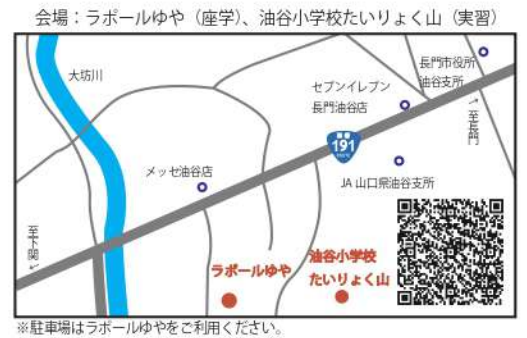 会場：ラポールゆや（座学）、油谷小学校たいりょく山（実習）
大坊川
長門市役所
油谷支所
セブンイレブン
長門油谷店
至長門
国道
191
ROUTE
メッセ油谷店
JA 山口県油谷支所
至下関
ラポールゆや
油谷小学校
たいりょく山
※駐車場はラポールゆやをご利用ください。